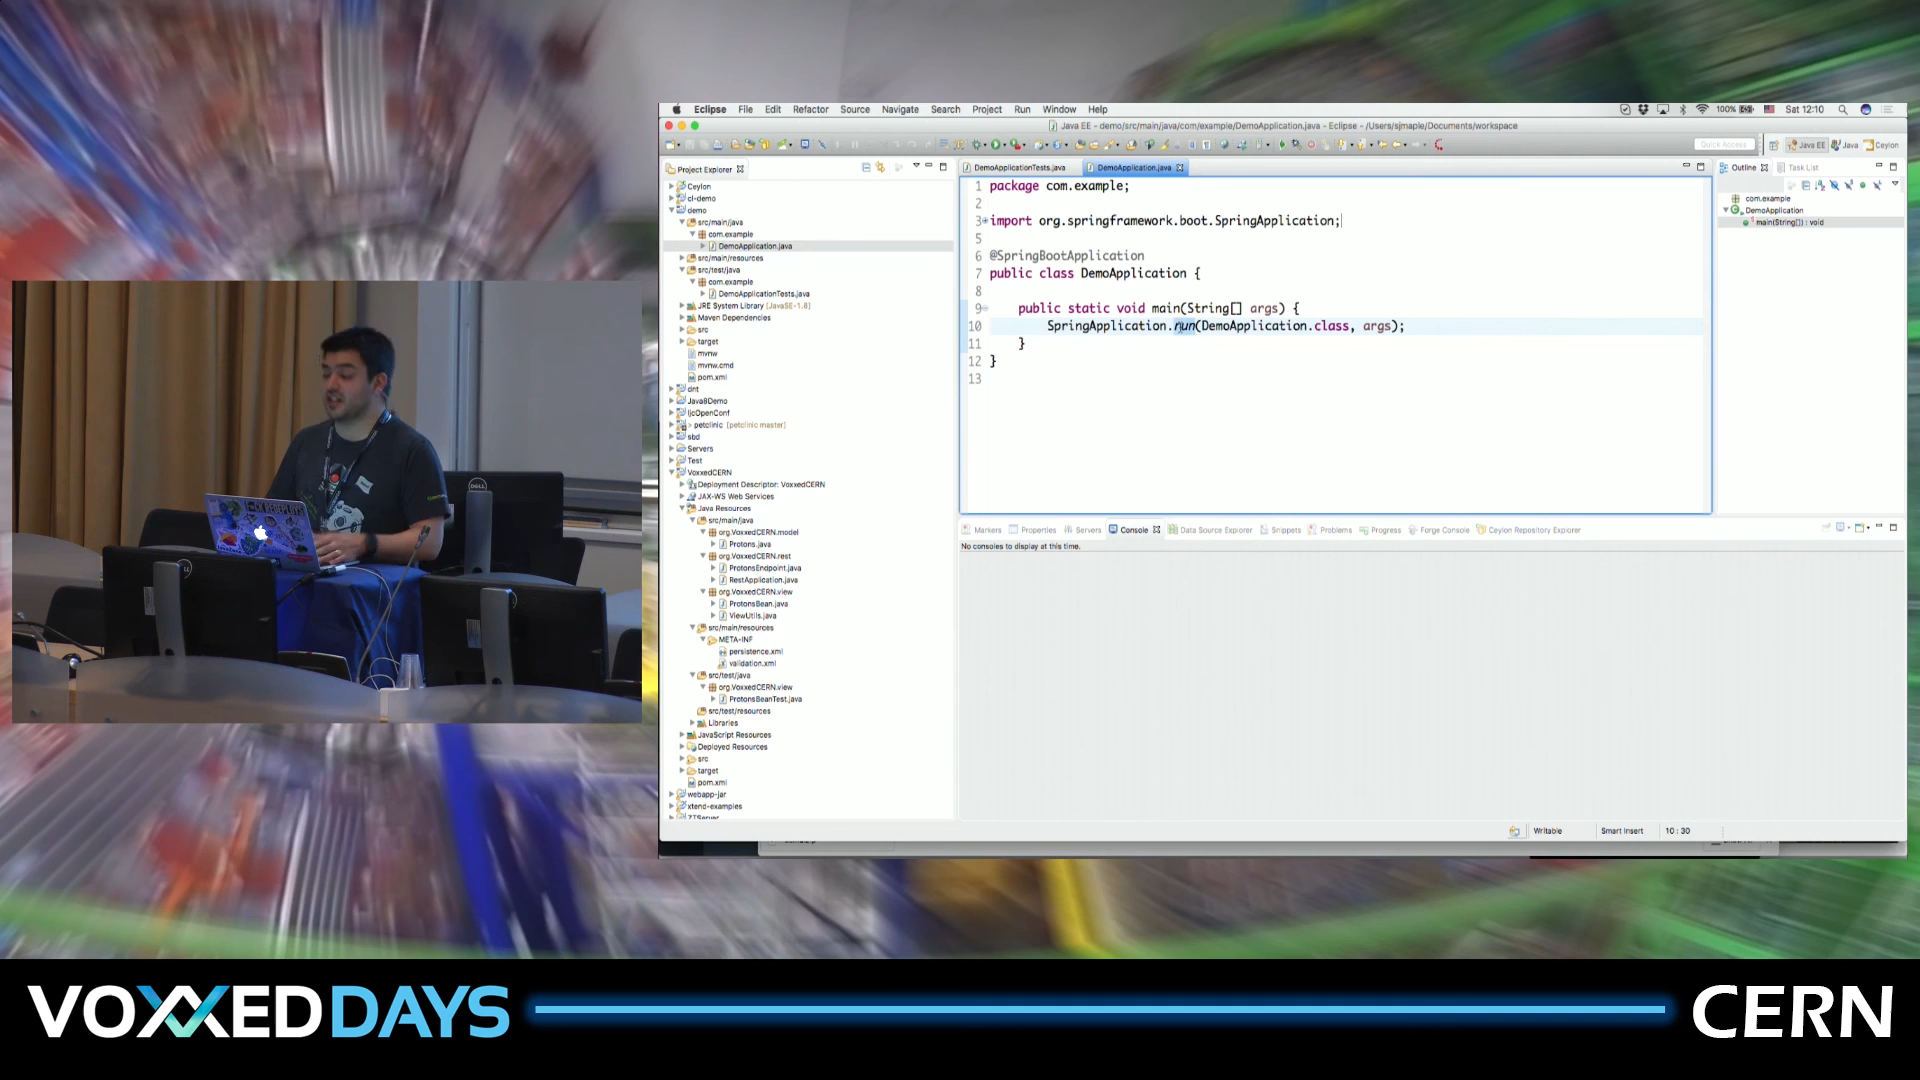 Eclipse File Edit Refactor Source Navigate Search Project Run Window Help
100% Sat 12:10
Java EE - demo/src/main/java/com/example/DemoApplication.java - Eclipse - /Users/sjmaple/Documents/workspace
Quick Access Java EE Java Ceylon
Project Explorer
Ceylon
cl-demo
demo
src/main/java
com.example
DemoApplication.java
src/main/resources
src/test/java
com.example
DemoApplicationTests.java
JRE System Library [JavaSE-1.8]
Maven Dependencies
src
target
mvnw
mvnw.cmd
pom.xml
dnt
Java8Demo
ljcOpenConf
> petclinic [petclinic master]
sbd
Servers
Test
VoxxedCERN
Deployment Descriptor: VoxxedCERN
JAX-WS Web Services
Java Resources
src/main/java
org.VoxxedCERN.model
Protons.java
org.VoxxedCERN.rest
ProtonsEndpoint.java
RestApplication.java
org.VoxxedCERN.view
ProtonsBean.java
ViewUtils.java
src/main/resources
META-INF
persistence.xml
validation.xml
src/test/java
org.VoxxedCERN.view
ProtonsBeanTest.java
src/test/resources
Libraries
JavaScript Resources
Deployed Resources
src
target
pom.xml
webapp-jar
xtend-examples
ZTServer
DemoApplicationTests.java DemoApplication.java
1 package com.example;
2
3 import org.springframework.boot.SpringApplication;
5
6 @SpringBootApplication
7 public class DemoApplication {
8
9 public static void main(String[] args) {
10 SpringApplication.run(DemoApplication.class, args);
11 }
12 }
13
Outline Task List
com.example
DemoApplication
main(String[]) : void
Markers Properties Servers Console Data Source Explorer Snippets Problems Progress Forge Console Ceylon Repository Explorer
No consoles to display at this time.
Writable Smart Insert 10 : 30
DELL
VOXXEDDAYS
CERN